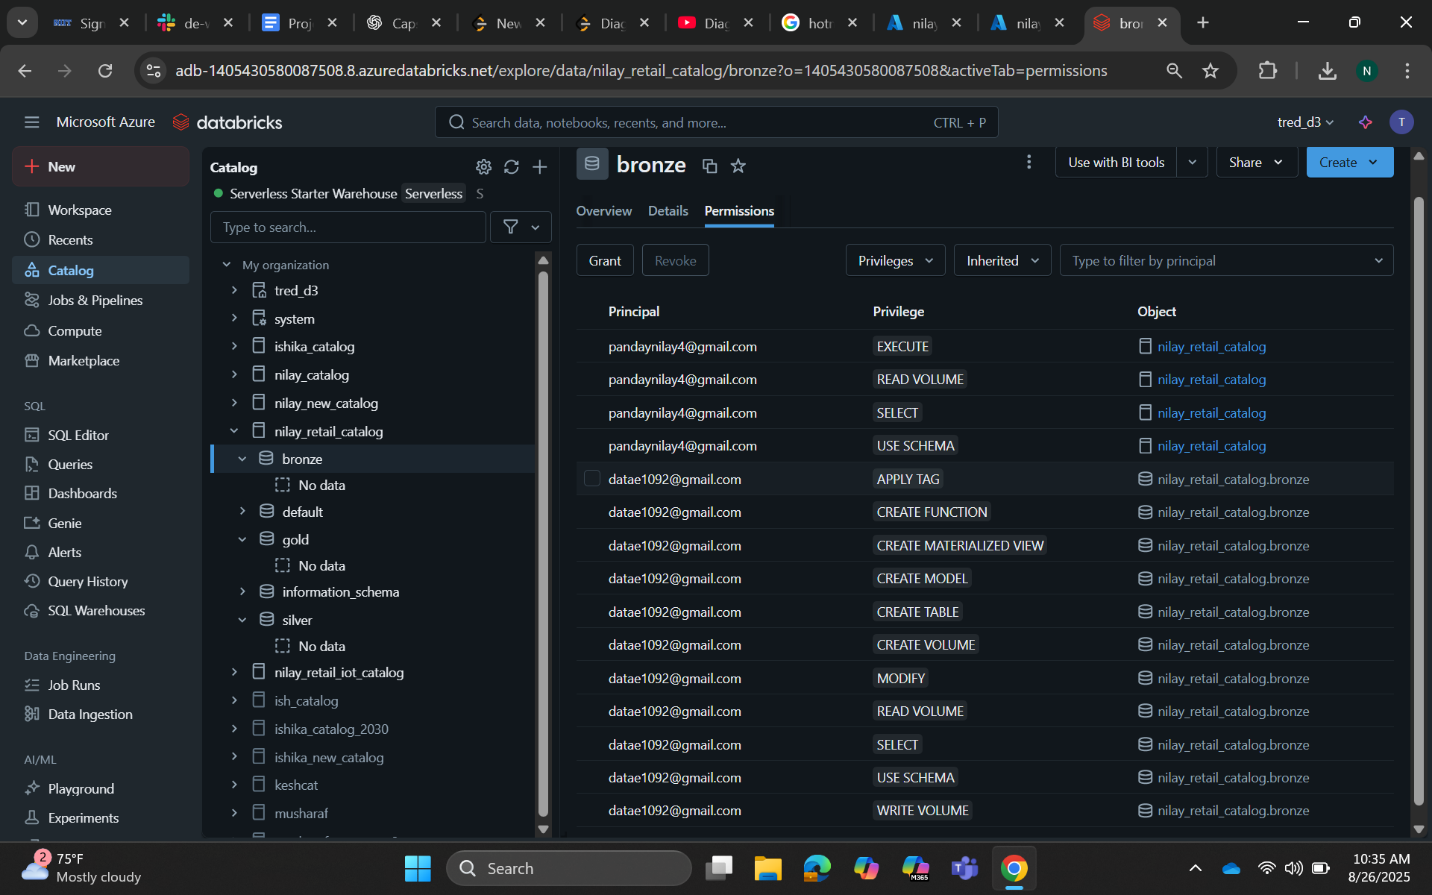 Sign
de-v
Proj
Cap
New
Diag
Diag
hotr
nilay
nilay
bron
adb-1405430580087508.8.azuredatabricks.net/explore/data/nilay_retail_catalog/bronze?o=1405430580087508&activeTab=permissions
N
Microsoft Azure
databricks
Search data, notebooks, recents, and more...
CTRL + P
tred_d3
T
New
Workspace
Recents
Catalog
Jobs & Pipelines
Compute
Marketplace
SQL
SQL Editor
Queries
Dashboards
Genie
Alerts
Query History
SQL Warehouses
Data Engineering
Job Runs
Data Ingestion
AI/ML
Playground
Experiments
Catalog
Serverless Starter Warehouse Serverless S
Type to search...
My organization
tred_d3
system
ishika_catalog
nilay_catalog
nilay_new_catalog
nilay_retail_catalog
bronze
No data
default
gold
No data
information_schema
silver
No data
nilay_retail_iot_catalog
ish_catalog
ishika_catalog_2030
ishika_new_catalog
keshcat
musharaf
bronze
Use with BI tools
Share
Create
Overview Details Permissions
Grant Revoke Privileges Inherited Type to filter by principal
Principal Privilege Object
pandaynilay4@gmail.com EXECUTE nilay_retail_catalog
pandaynilay4@gmail.com READ VOLUME nilay_retail_catalog
pandaynilay4@gmail.com SELECT nilay_retail_catalog
pandaynilay4@gmail.com USE SCHEMA nilay_retail_catalog
datae1092@gmail.com APPLY TAG nilay_retail_catalog.bronze
datae1092@gmail.com CREATE FUNCTION nilay_retail_catalog.bronze
datae1092@gmail.com CREATE MATERIALIZED VIEW nilay_retail_catalog.bronze
datae1092@gmail.com CREATE MODEL nilay_retail_catalog.bronze
datae1092@gmail.com CREATE TABLE nilay_retail_catalog.bronze
datae1092@gmail.com CREATE VOLUME nilay_retail_catalog.bronze
datae1092@gmail.com MODIFY nilay_retail_catalog.bronze
datae1092@gmail.com READ VOLUME nilay_retail_catalog.bronze
datae1092@gmail.com SELECT nilay_retail_catalog.bronze
datae1092@gmail.com USE SCHEMA nilay_retail_catalog.bronze
datae1092@gmail.com WRITE VOLUME nilay_retail_catalog.bronze
2
75°F
Mostly cloudy
Search
M365
10:35 AM
8/26/2025